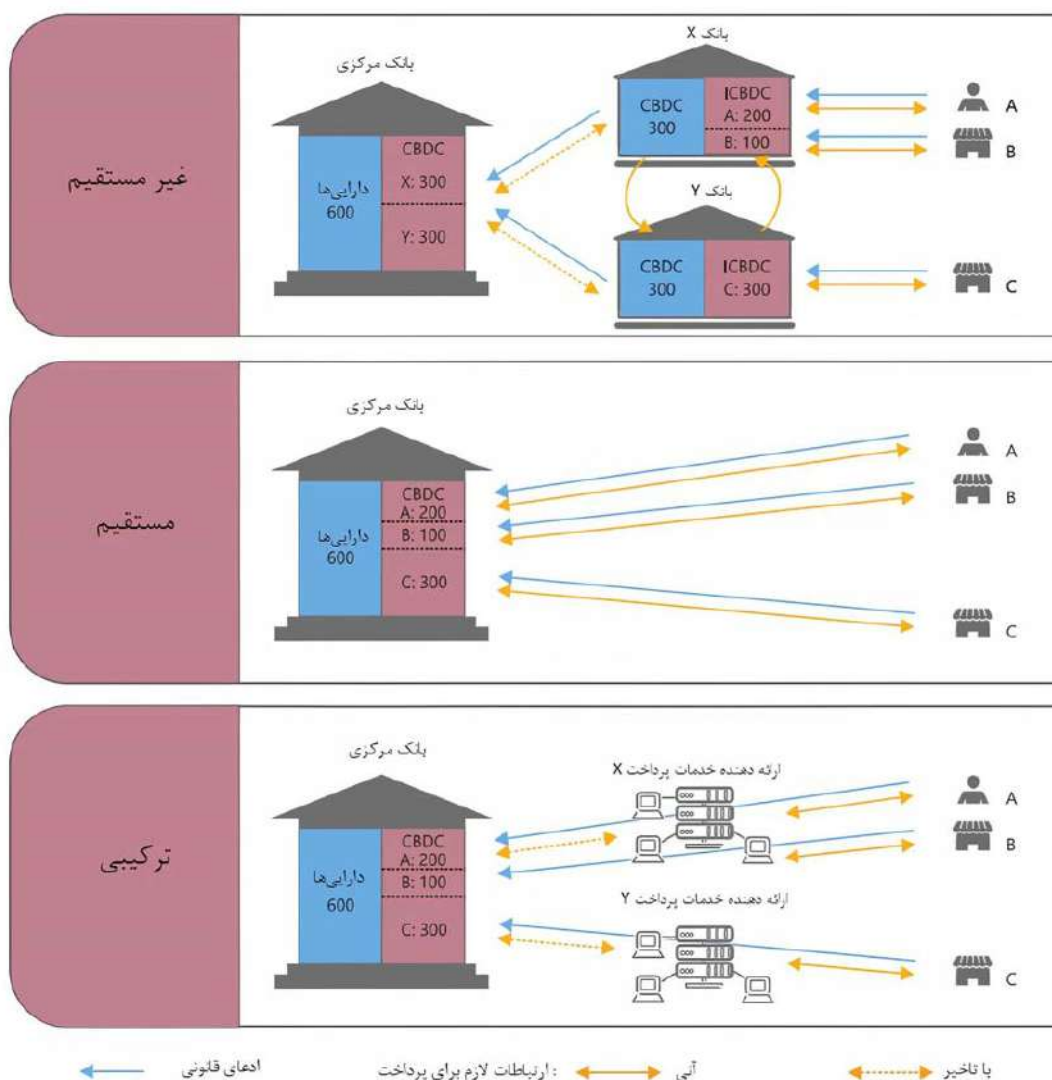 غیر مستقیم
بانک مرکزی
دارایی‌ها
600
CBDC
X: 300
Y: 300
بانک X
CBDC
300
ICBDC
A: 200
B: 100
بانک Y
CBDC
300
ICBDC
C: 300
A
B
C
مستقیم
بانک مرکزی
دارایی‌ها
600
CBDC
A: 200
B: 100
C: 300
A
B
C
ترکیبی
بانک مرکزی
دارایی‌ها
600
CBDC
A: 200
B: 100
C: 300
ارائه دهنده خدمات پرداخت X
ارائه دهنده خدمات پرداخت Y
A
B
C
ادعای قانونی
ارتباطات لازم برای پرداخت :
آنی
با تاخیر